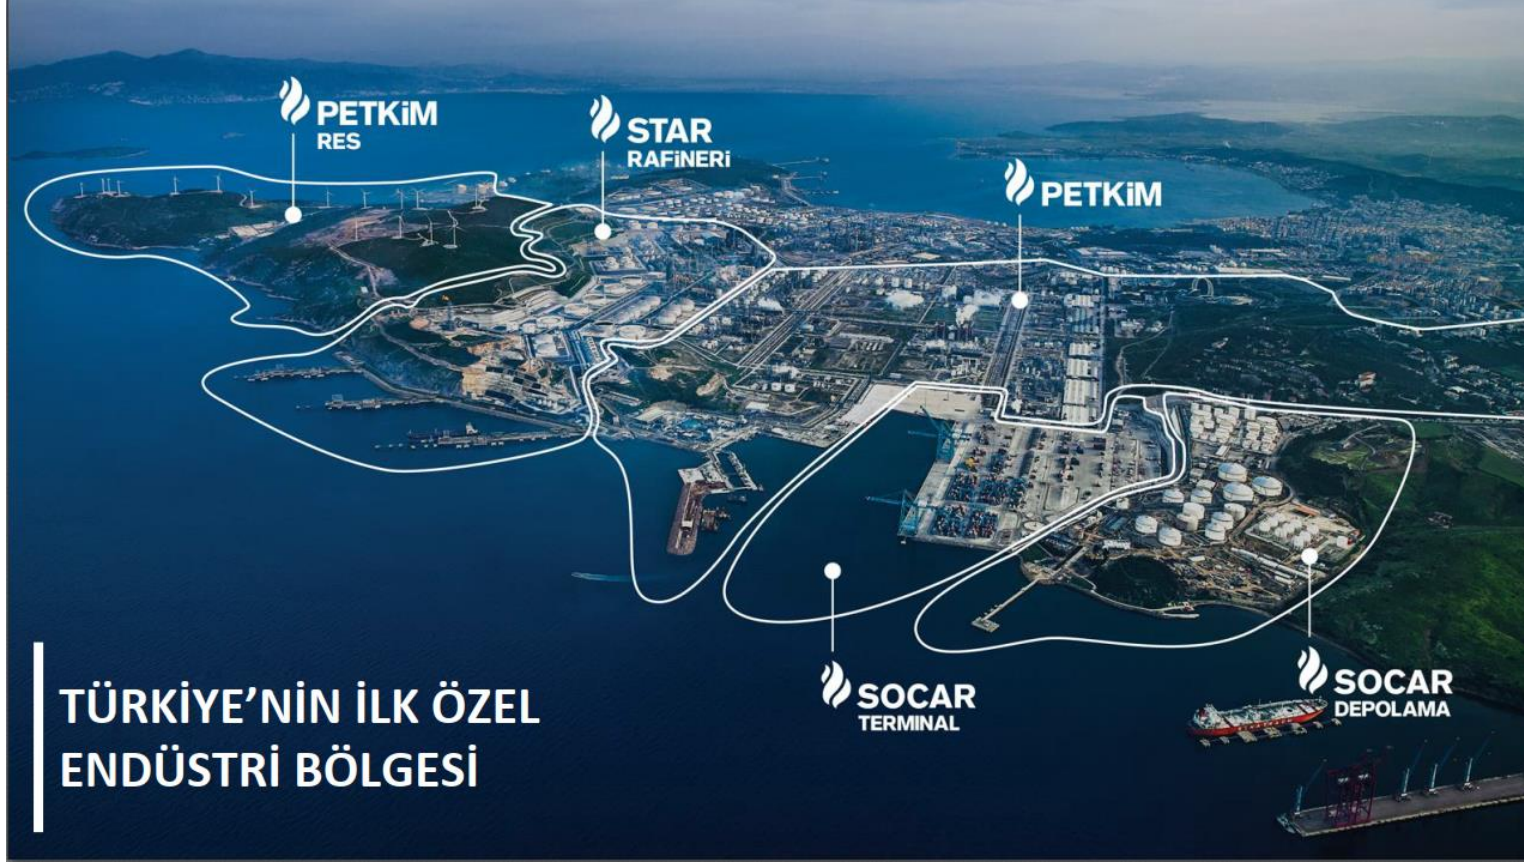 PETKiM
RES
STAR
RAFiNERi
PETKiM
SOCAR
TERMINAL
SOCAR
DEPOLAMA
TÜRKİYE’NİN İLK ÖZEL
ENDÜSTRİ BÖLGESİ